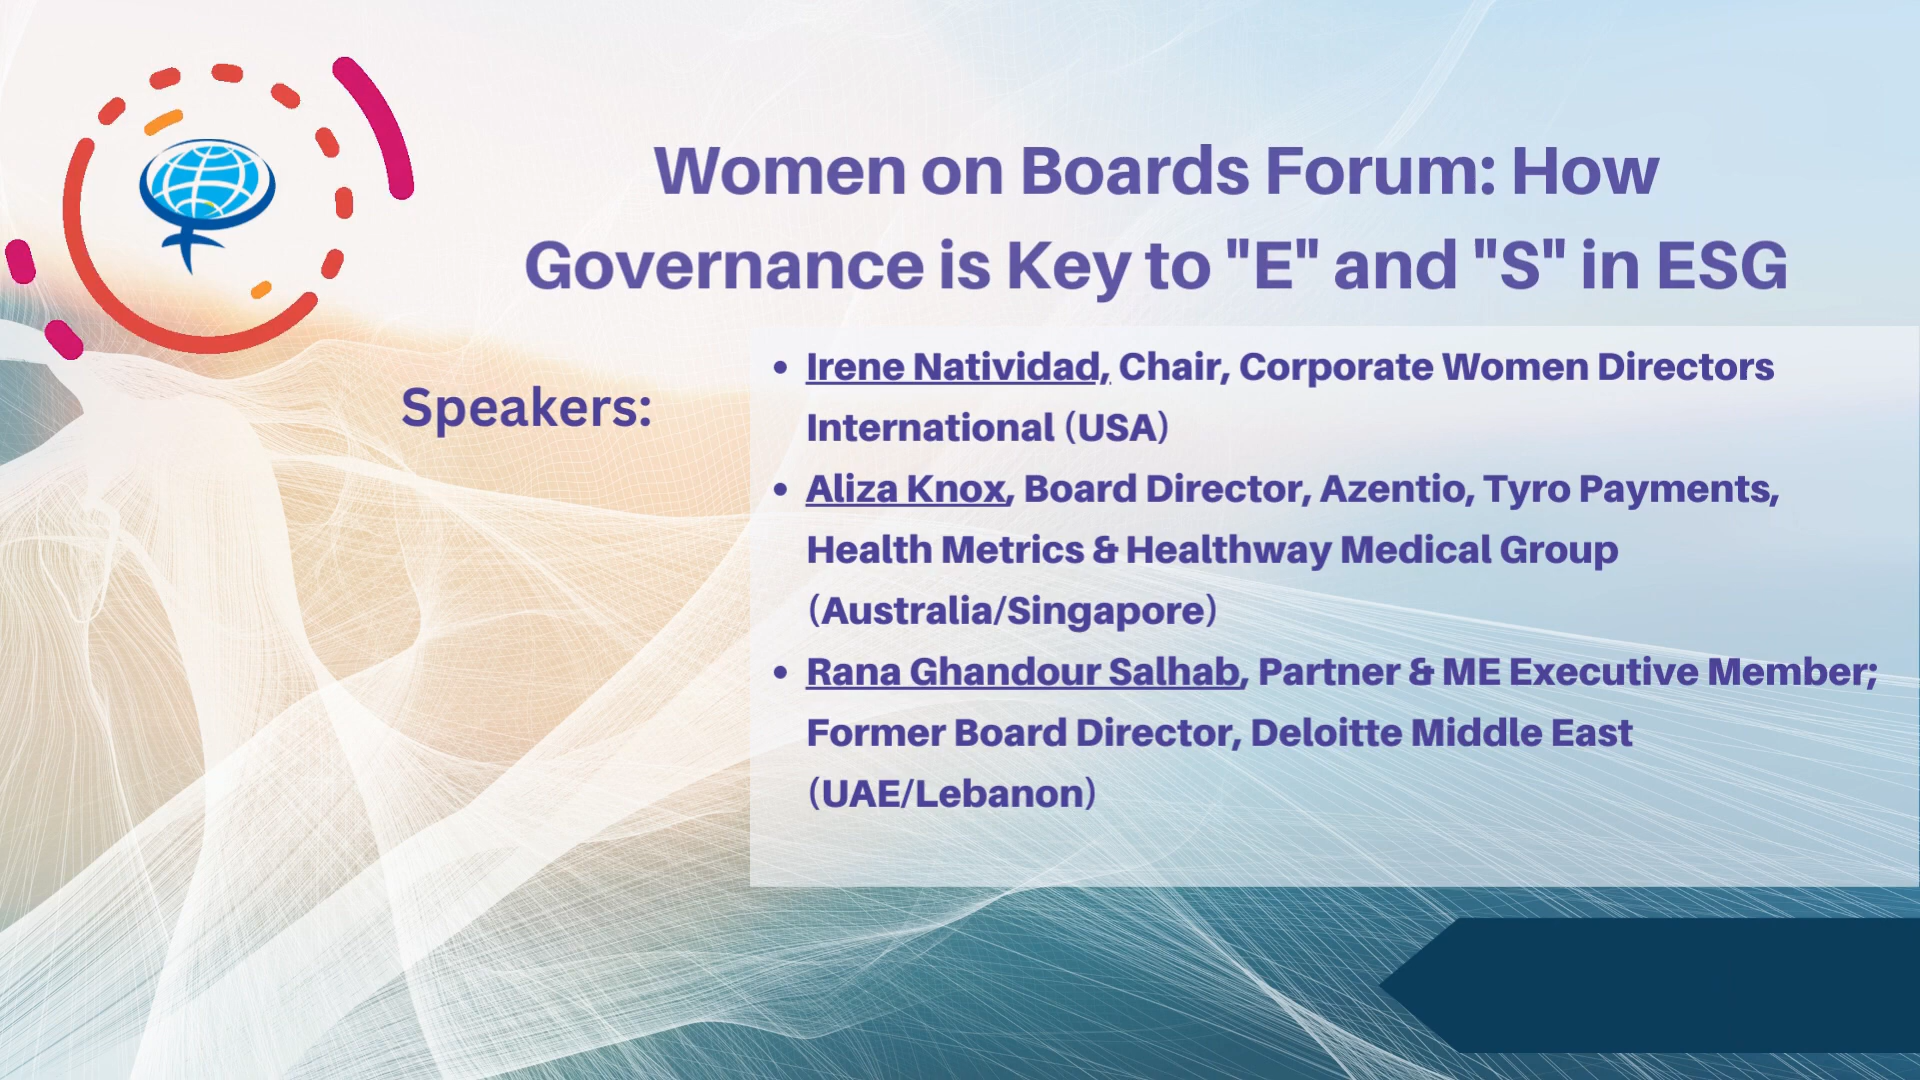 Women on Boards Forum: How
Governance is Key to "E" and "S" in ESG
Speakers:
• Irene Natividad, Chair, Corporate Women Directors
International (USA)
• Aliza Knox, Board Director, Azentio, Tyro Payments,
Health Metrics & Healthway Medical Group
(Australia/Singapore)
• Rana Ghandour Salhab, Partner & ME Executive Member;
Former Board Director, Deloitte Middle East
(UAE/Lebanon)